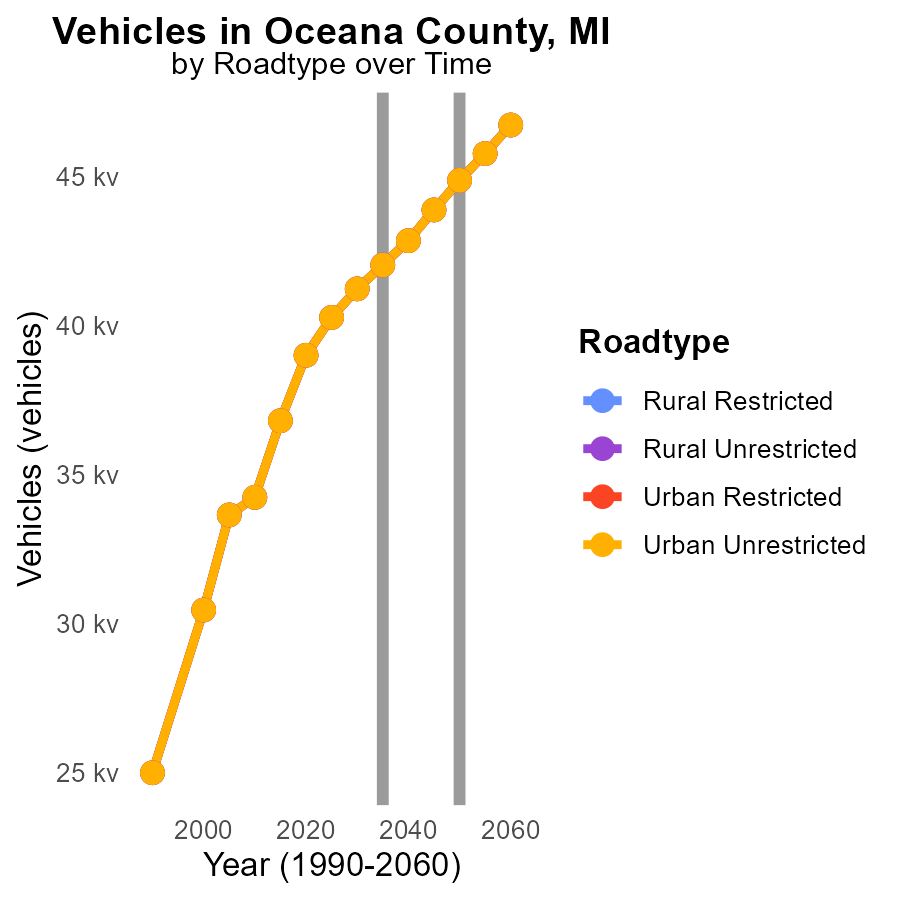 Vehicles in Oceana County, MI
by Roadtype over Time
Vehicles (vehicles)
45 kv
40 kv
35 kv
30 kv
25 kv
2000 2020 2040 2060
Year (1990-2060)
Roadtype
Rural Restricted
Rural Unrestricted
Urban Restricted
Urban Unrestricted